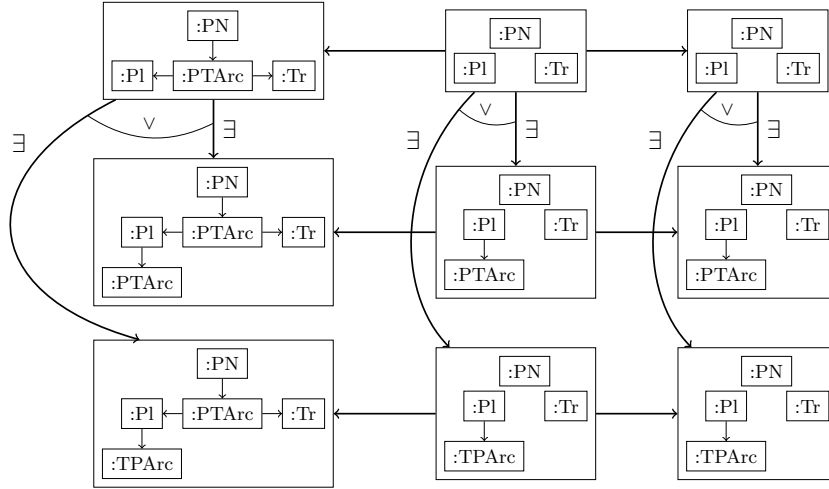 :PN :PN :PN
:Pl :PTArc :Tr :Pl :Tr :Pl :Tr
∨ ∨ ∨
∃ ∃ ∃ ∃ ∃ ∃
:PN :PN :PN
:Pl :PTArc :Tr :Pl :Tr :Pl :Tr
:PTArc :PTArc :PTArc
:PN :PN :PN
:Pl :PTArc :Tr :Pl :Tr :Pl :Tr
:TPArc :TPArc :TPArc